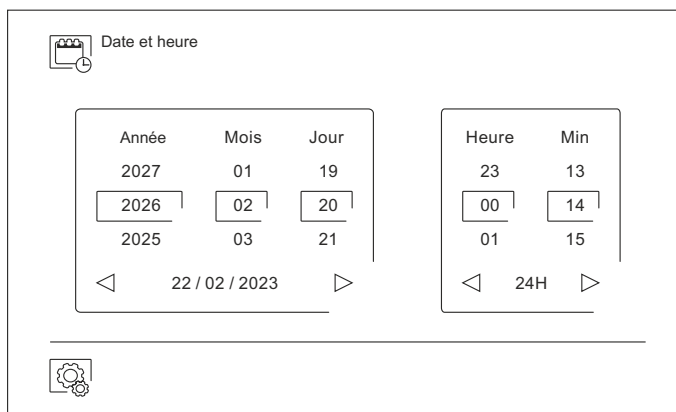 Date et heure
Année Mois Jour
2027 01 19
2026 02 20
2025 03 21
22 / 02 / 2023
Heure Min
23 13
00 14
01 15
24H